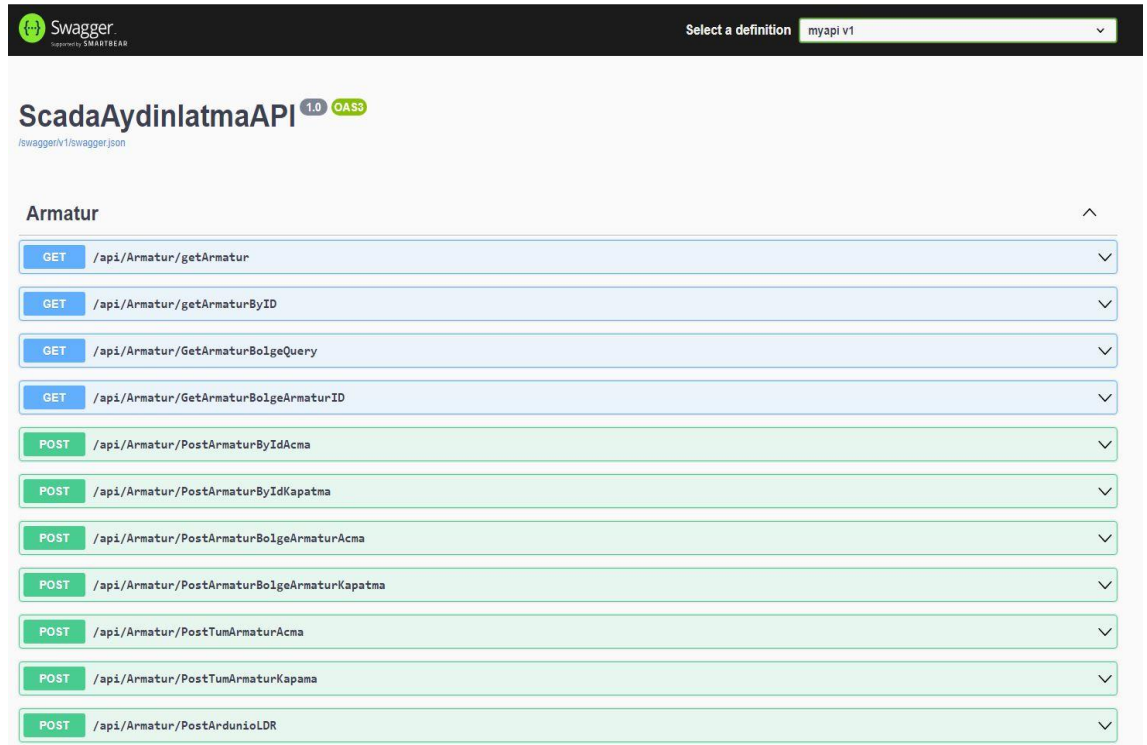 Swagger.
Supported by SMARTBEAR
Select a definition myapi v1
ScadaAydinlatmaAPI 1.0 OAS3
/swagger/v1/swagger.json
Armatur
GET /api/Armatur/getArmatur
GET /api/Armatur/getArmaturByID
GET /api/Armatur/GetArmaturBolgeQuery
GET /api/Armatur/GetArmaturBolgeArmaturID
POST /api/Armatur/PostArmaturByIdAcma
POST /api/Armatur/PostArmaturByIdKapatma
POST /api/Armatur/PostArmaturBolgeArmaturAcma
POST /api/Armatur/PostArmaturBolgeArmaturKapatma
POST /api/Armatur/PostTumArmaturAcma
POST /api/Armatur/PostTumArmaturKapama
POST /api/Armatur/PostArdunioLDR